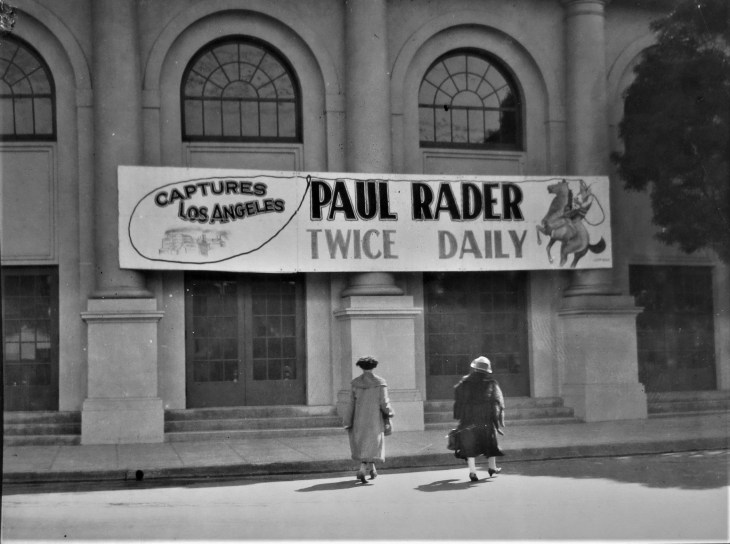 CAPTURES
LOS ANGELES
PAUL RADER
TWICE DAILY